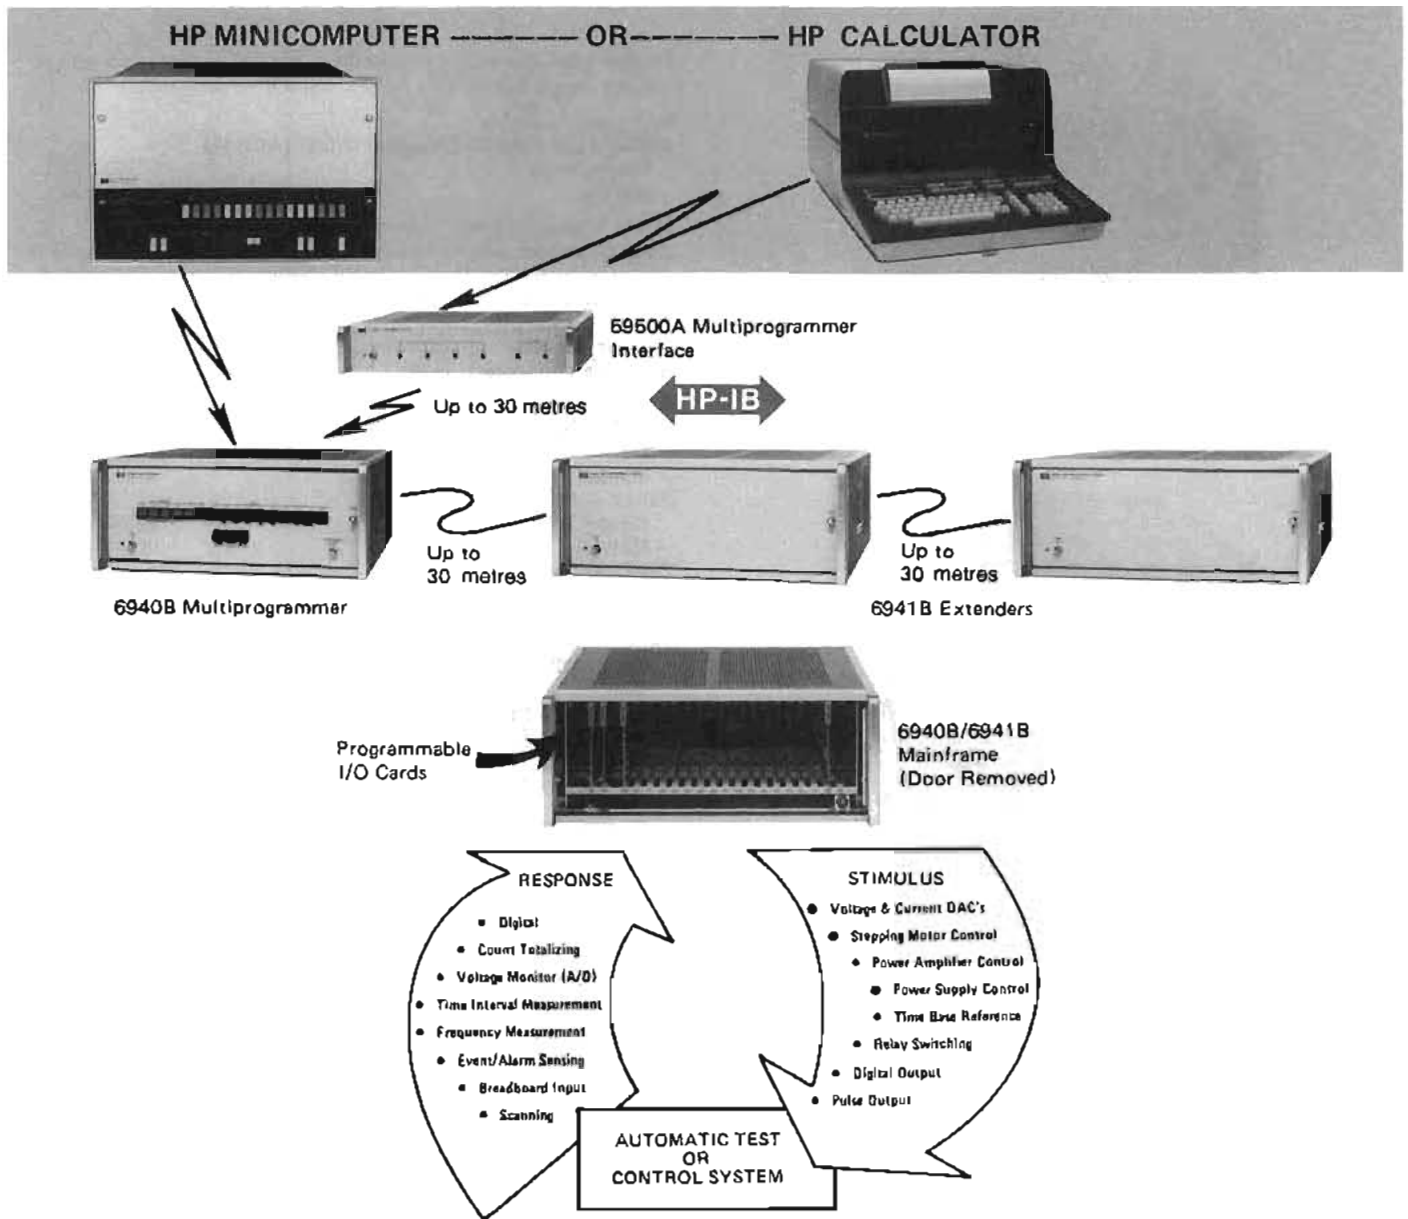 HP MINICOMPUTER ------ OR ------ HP CALCULATOR
59500A Multiprogrammer
Interface
HP-IB
Up to 30 metres
Up to
30 metres
Up to
30 metres
6940B Multiprogrammer
6941B Extenders
Programmable
I/O Cards
6940B/6941B
Mainframe
(Door Removed)
RESPONSE
• Digital
• Count Totalizing
• Voltage Monitor (A/D)
• Time Interval Measurement
• Frequency Measurement
• Event/Alarm Sensing
• Breadboard Input
• Scanning
STIMULUS
• Voltage & Current DAC's
• Stepping Motor Control
• Power Amplifier Control
• Power Supply Control
• Time Base Reference
• Relay Switching
• Digital Output
• Pulse Output
AUTOMATIC TEST
OR
CONTROL SYSTEM